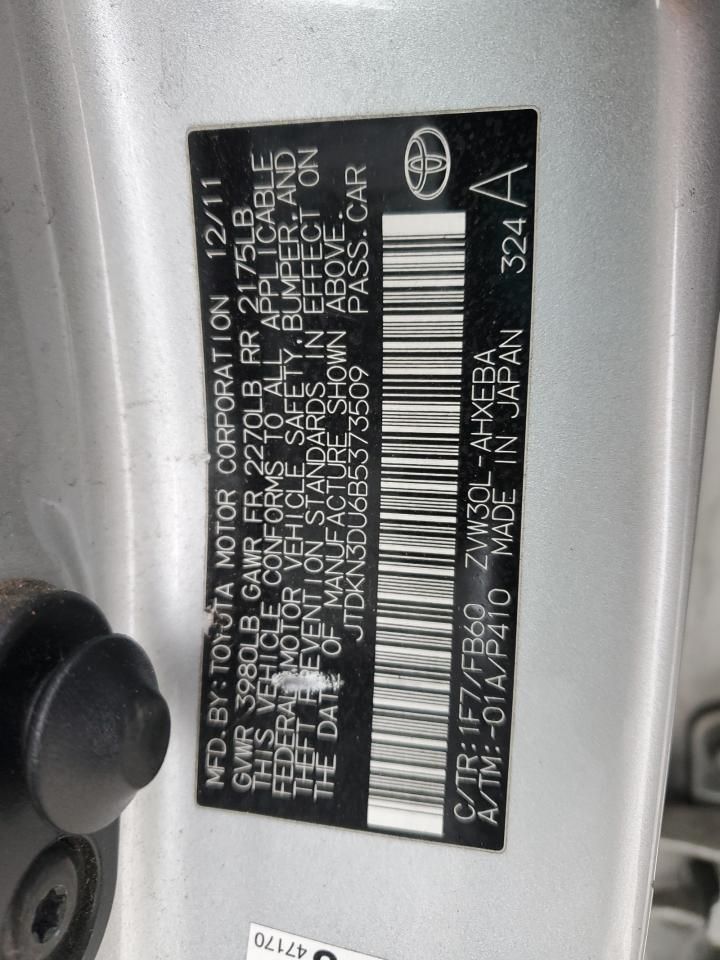 MFD. BY: TOYOTA MOTOR CORPORATION 12/11
GVWR 3980LB GAWR FR 2270LB RR 2175LB
THIS VEHICLE CONFORMS TO ALL APPLICABLE
FEDERAL MOTOR VEHICLE SAFETY, BUMPER, AND
THEFT PREVENTION STANDARDS IN EFFECT ON
THE DATE OF MANUFACTURE SHOWN ABOVE.
JTDKN3DU6B5373509 PASS. CAR
C/TR: 1F7/FB60 ZVW30L-AHXEBA 324 A
A/TM: -01A/P410 MADE IN JAPAN
47170